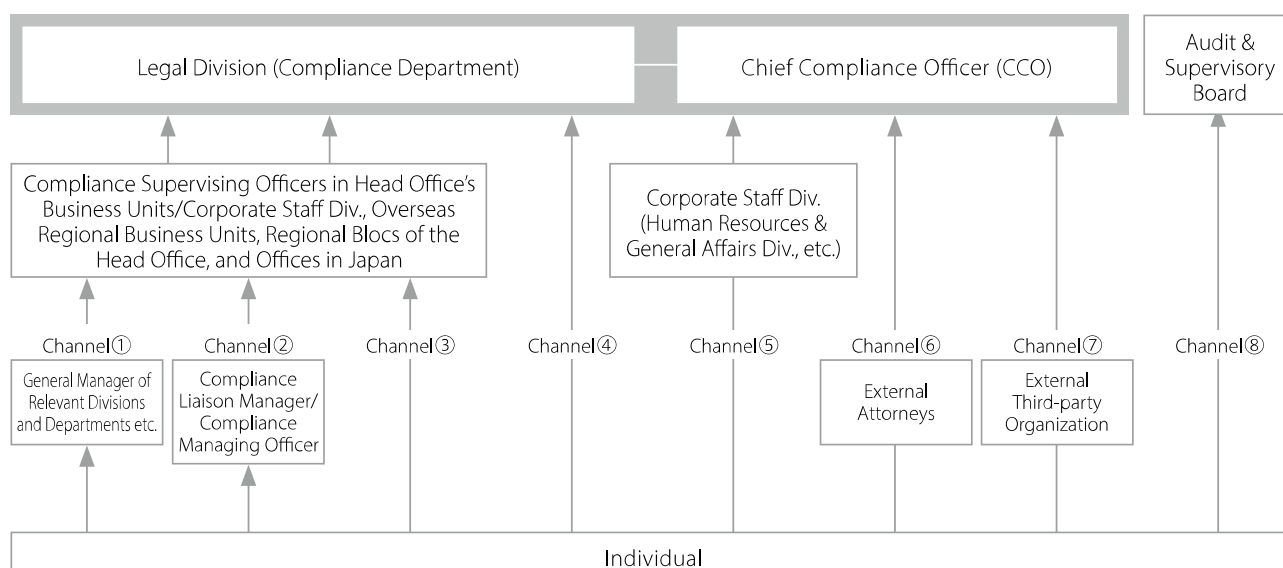 Legal Division (Compliance Department)
Chief Compliance Officer (CCO)
Audit &
Supervisory
Board
Compliance Supervising Officers in Head Office's
Business Units/Corporate Staff Div., Overseas
Regional Business Units, Regional Blocs of the
Head Office, and Offices in Japan
Corporate Staff Div.
(Human Resources &
General Affairs Div., etc.)
Channel①
Channel②
Channel③
Channel④
Channel⑤
Channel⑥
Channel⑦
Channel⑧
General Manager of
Relevant Divisions
and Departments etc.
Compliance
Liaison Manager/
Compliance
Managing Officer
External
Attorneys
External
Third-party
Organization
Individual